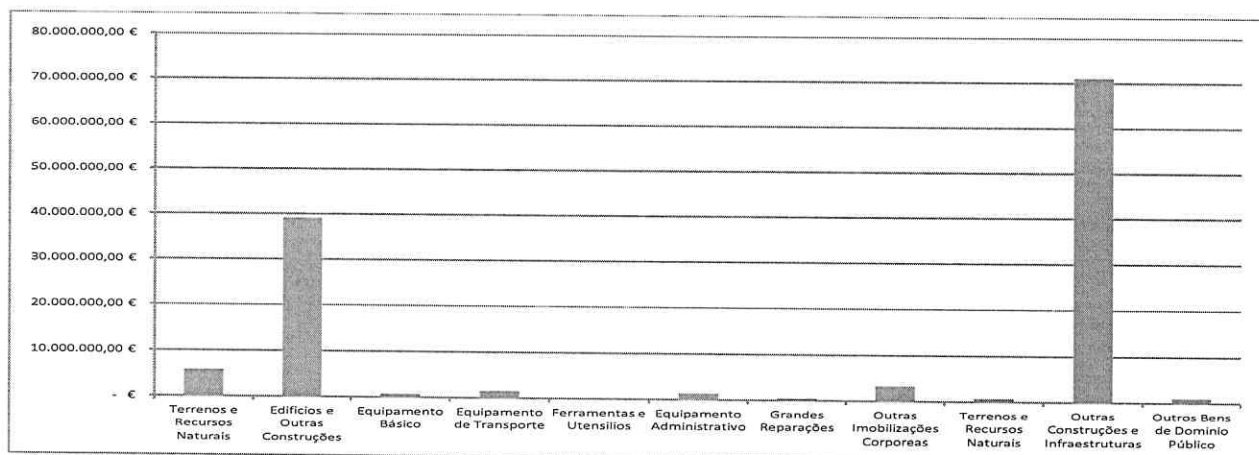 80.000.000,00 €
70.000.000,00 €
60.000.000,00 €
50.000.000,00 €
40.000.000,00 €
30.000.000,00 €
20.000.000,00 €
10.000.000,00 €
- €
Terrenos e
Recursos
Naturais
Edificios e
Outras
Construções
Equipamento
Básico
Equipamento
de Transporte
Ferramentas e
Utensilios
Equipamento
Administrativo
Grandes
Reparações
Outras
Imobilizações
Corporeas
Terrenos e
Recursos
Naturais
Outras
Construções e
Infraestruturas
Outros Bens
de Dominio
Público